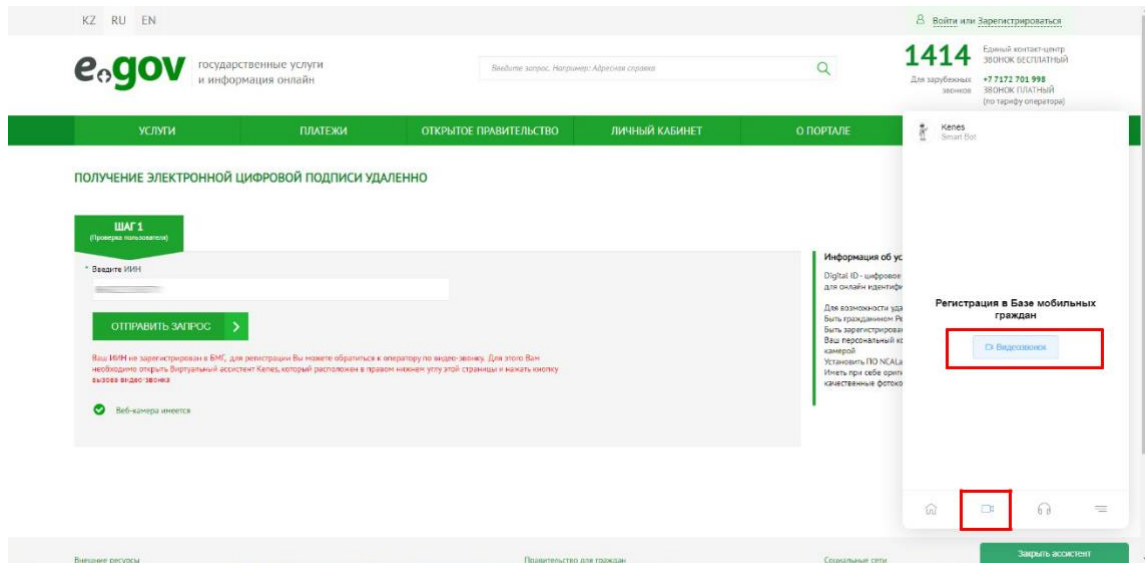 KZ RU EN
Войти или Зарегистрироваться
e.gov
государственные услуги
и информация онлайн
Введите запрос. Например: Адресная справка
1414
Единый контакт-центр
ЗВОНОК БЕСПЛАТНЫЙ
Для зарубежных
звонков
+7 7172 701 998
ЗВОНОК ПЛАТНЫЙ
(по тарифу оператора)
УСЛУГИ ПЛАТЕЖИ ОТКРЫТОЕ ПРАВИТЕЛЬСТВО ЛИЧНЫЙ КАБИНЕТ О ПОРТАЛЕ
Kenes
Smart Bot
ПОЛУЧЕНИЕ ЭЛЕКТРОННОЙ ЦИФРОВОЙ ПОДПИСИ УДАЛЕННО
ШАГ 1
(Проверка пользователя)
* Введите ИИН
ОТПРАВИТЬ ЗАПРОС
Ваш ИИН не зарегистрирован в БМГ, для регистрации Вы можете обратиться к оператору по видео-звонку. Для этого Вам
необходимо открыть Виртуальный ассистент Kenes, который расположен в правом нижнем углу этой страницы и нажать кнопку
вызова видео-звонка
Веб-камера имеется
Информация об ус
Digital ID - цифровое
для онлайн идентифи
Для возможности уда
Быть гражданином Ре
Быть зарегистрирован
Ваш персональный ко
камерой
Установить ПО NCALa
Иметь при себе ориги
качественные фотоко
Регистрация в Базе мобильных
граждан
Видеозвонок
Закрыть ассистент
Внешние ресурсы Правительство для граждан Социальные сети